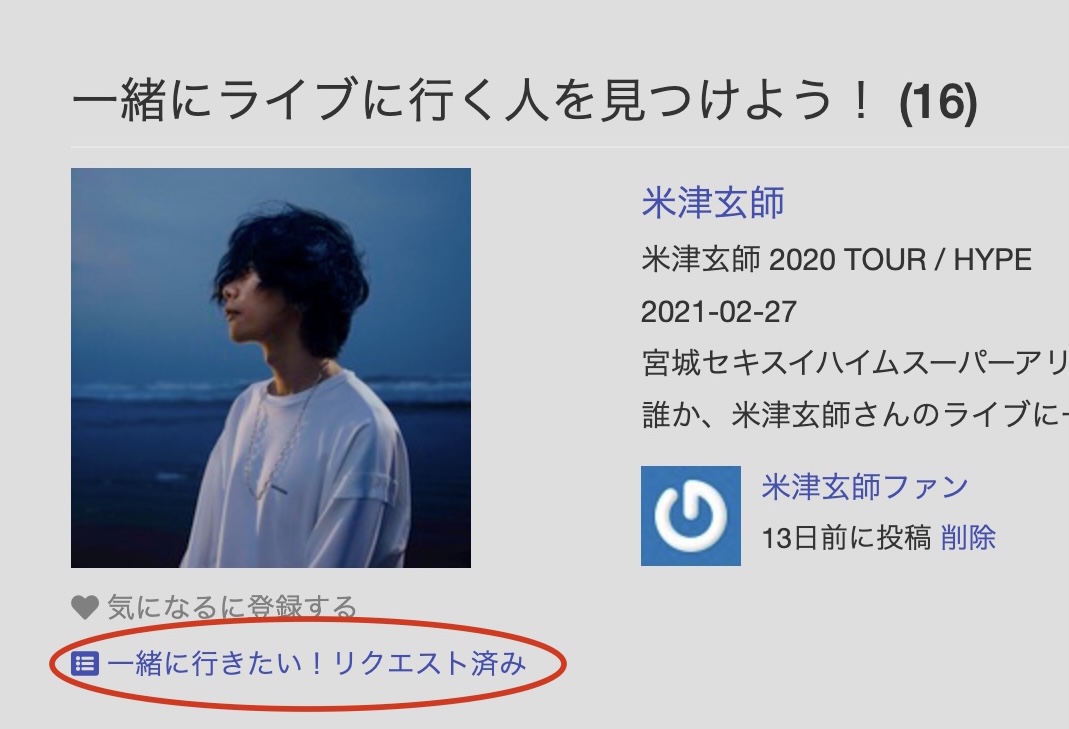 一緒にライブに行く人を見つけよう！ (16)
米津玄師
米津玄師 2020 TOUR / HYPE
2021-02-27
宮城セキスイハイムスーパーアリ
誰か、米津玄師さんのライブに
米津玄師ファン
13日前に投稿 削除
気になるに登録する
一緒に行きたい！リクエスト済み